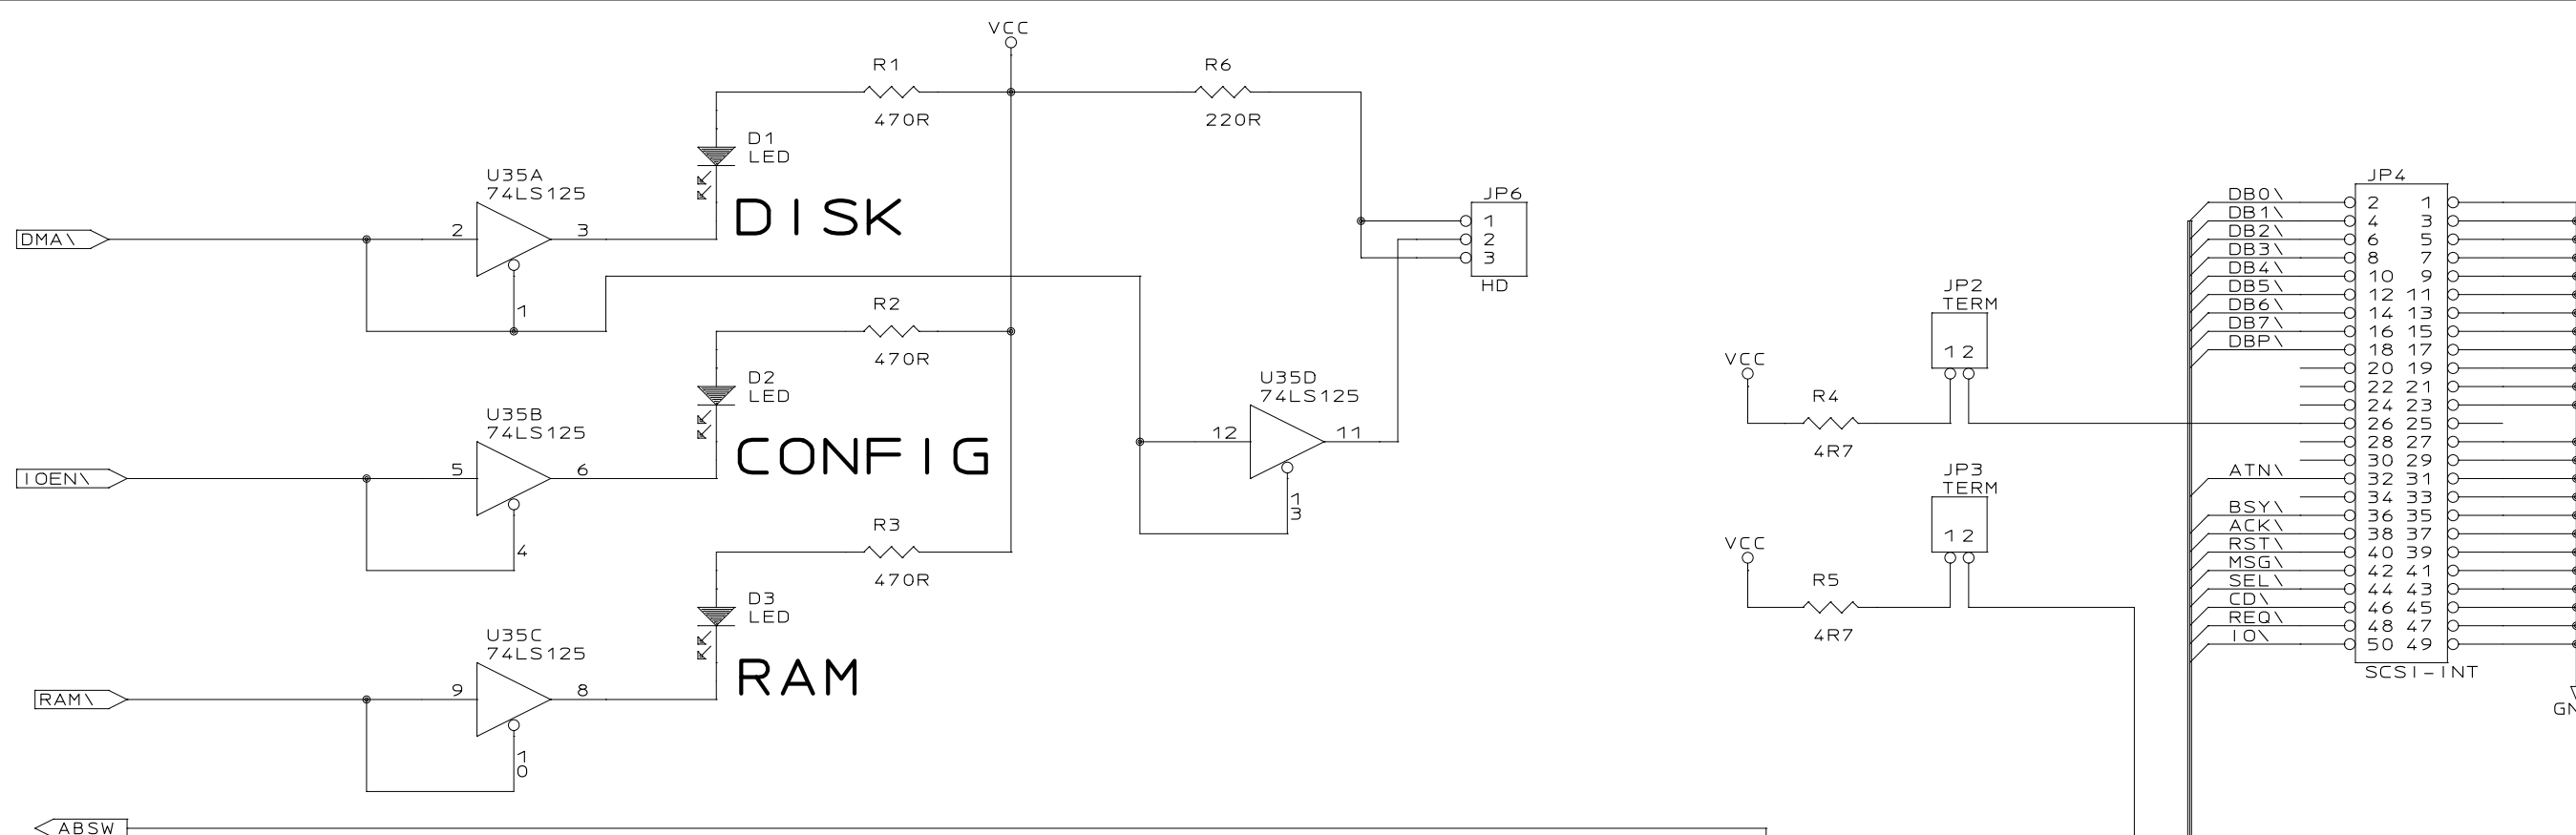 VCC
R1
470R
R6
220R
D1
LED
U35A
74LS125
DMA\
2
3
1
DISK
JP6
1
2
3
HD
R2
470R
D2
LED
U35B
74LS125
IOEN\
5
6
4
CONFIG
U35D
74LS125
12
11
13
R3
470R
D3
LED
U35C
74LS125
RAM\
9
8
10
RAM
ABSW
VCC
R4
4R7
JP2
TERM
1 2
VCC
R5
4R7
JP3
TERM
1 2
JP4
DB0\ 2 1
DB1\ 4 3
DB2\ 6 5
DB3\ 8 7
DB4\ 10 9
DB5\ 12 11
DB6\ 14 13
DB7\ 16 15
DBP\ 18 17
20 19
22 21
24 23
26 25
28 27
30 29
ATN\ 32 31
34 33
BSY\ 36 35
ACK\ 38 37
RST\ 40 39
MSG\ 42 41
SEL\ 44 43
CD\ 46 45
REQ\ 48 47
IO\ 50 49
SCSI-INT